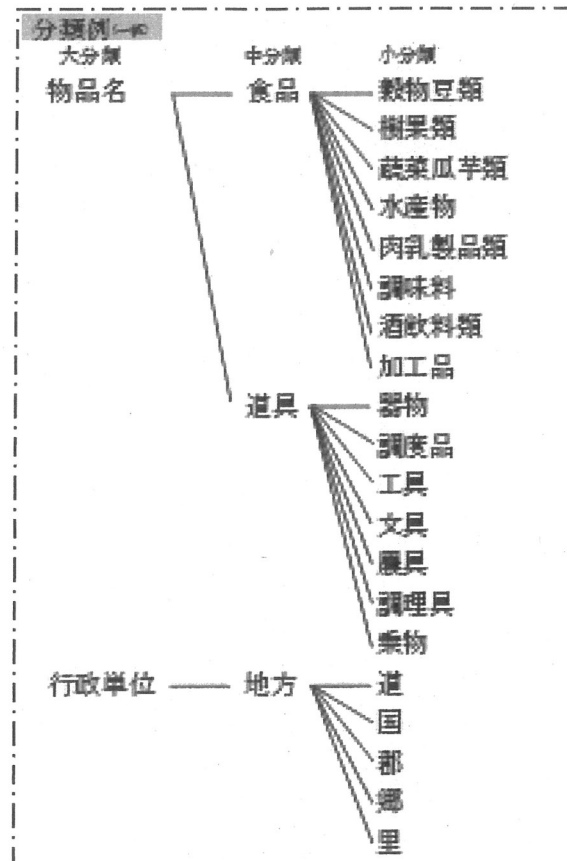 分類例
大分類 中分類 小分類
物品名 食品 穀物豆類
樹果類
蔬菜瓜芋類
水産物
肉乳製品類
調味料
酒飲料類
加工品
道具 器物
調度品
工具
文具
農具
調理具
乗物
行政単位 地方 道
国
郡
郷
里